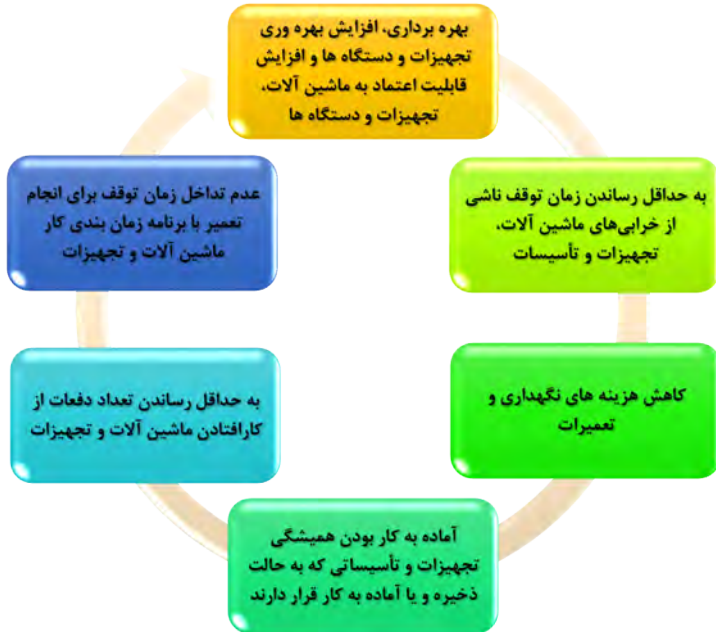 بهره برداری، افزایش بهره وری
تجهیزات و دستگاه ها و افزایش
قابلیت اعتماد به ماشین آلات،
تجهیزات و دستگاه ها
به حداقل رساندن زمان توقف ناشی
از خرابی‌های ماشین آلات،
تجهیزات و تأسیسات
کاهش هزینه های نگهداری و
تعمیرات
آماده به کار بودن همیشگی
تجهیزات و تأسیساتی که به حالت
ذخیره و یا آماده به کار قرار دارند
به حداقل رساندن تعداد دفعات از
کارافتادن ماشین آلات و تجهیزات
عدم تداخل زمان توقف برای انجام
تعمیر با برنامه زمان بندی کار
ماشین آلات و تجهیزات